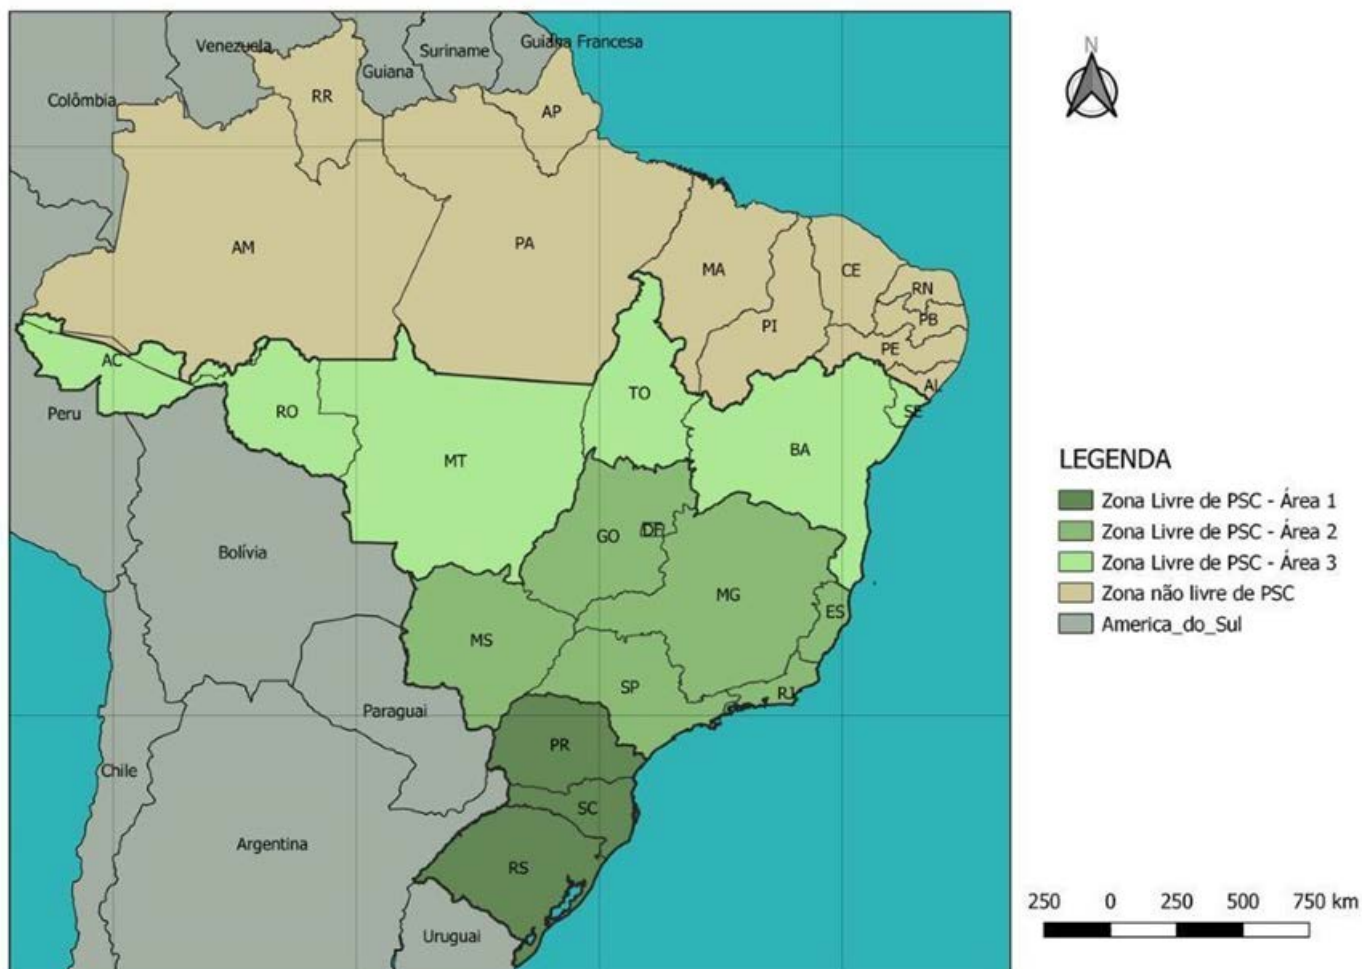 N
Venezuela
Guiana
Suriname
Guiana Francesa
Colômbia
RR
AP
AM
PA
MA
CE
RN
PB
PI
PE
AL
SE
AC
Peru
RO
MT
TO
BA
Bolívia
GO
DF
MG
ES
MS
SP
RJ
Paraguai
PR
Chile
SC
Argentina
RS
Uruguai
LEGENDA
Zona Livre de PSC - Área 1
Zona Livre de PSC - Área 2
Zona Livre de PSC - Área 3
Zona não livre de PSC
America_do_Sul
250 0 250 500 750 km